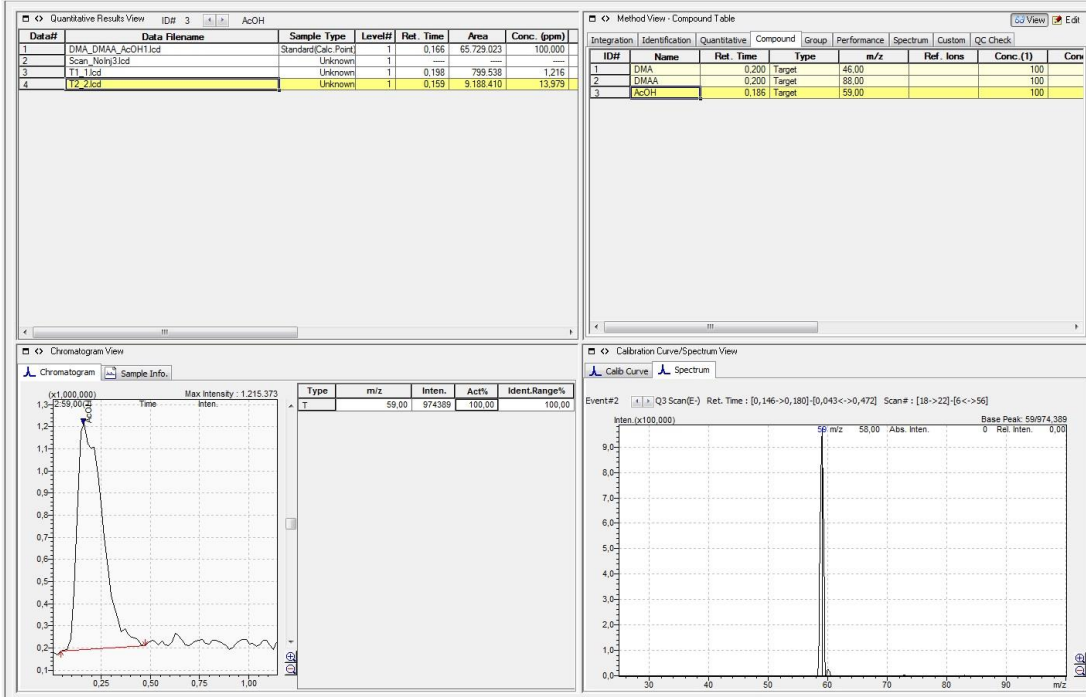 Quantitative Results View ID# 3 AcOH
Data# Data Filename Sample Type Level# Ret. Time Area Conc. (ppm)
1 DMA_DMAA_AcOH1.lcd Standard(Calc.Point) 1 0,166 65.729.023 100,000
2 Scan_NoInj3.lcd Unknown 1 ---- ---- ----
3 T1_1.lcd Unknown 1 0,198 799.538 1,216
4 T2_2.lcd Unknown 1 0,159 9.188.410 13,979
Method View - Compound Table View Edit
Integration Identification Quantitative Compound Group Performance Spectrum Custom QC Check
ID# Name Ret. Time Type m/z Ref. Ions Conc.(1) Con
1 DMA 0,200 Target 46,00 100
2 DMAA 0,200 Target 88,00 100
3 AcOH 0,186 Target 59,00 100
Chromatogram View
Chromatogram Sample Info.
(x1,000,000) Max Intensity : 1.215.373
2:59,00(-) Time Inten.
AcOH
1,3
1,2
1,1
1,0
0,9
0,8
0,7
0,6
0,5
0,4
0,3
0,2
0,1
0,25 0,50 0,75 1,00
Type m/z Inten. Act% Ident.Range%
T 59,00 974389 100,00 100,00
Calibration Curve/Spectrum View
Calib Curve Spectrum
Event#2 Q3 Scan(E-) Ret. Time : [0,146->0,180]-[0,043<->0,472] Scan# : [18->22]-[6<->56]
Inten.(x100,000) Base Peak: 59/974,389
59 m/z 58,00 Abs. Inten. 0 Rel. Inten. 0,00
9,0
8,0
7,0
6,0
5,0
4,0
3,0
2,0
1,0
0,0
30 40 50 60 70 80 90 m/z